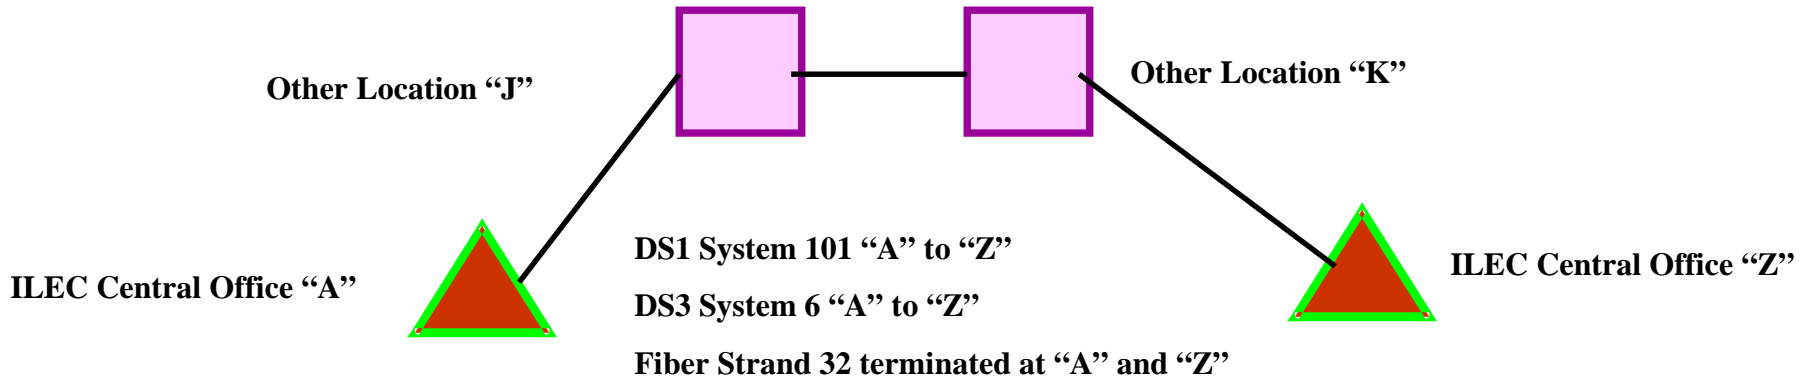 Other Location “J”
Other Location “K”
ILEC Central Office “A”
DS1 System 101 “A” to “Z”
DS3 System 6 “A” to “Z”
Fiber Strand 32 terminated at “A” and “Z”
ILEC Central Office “Z”